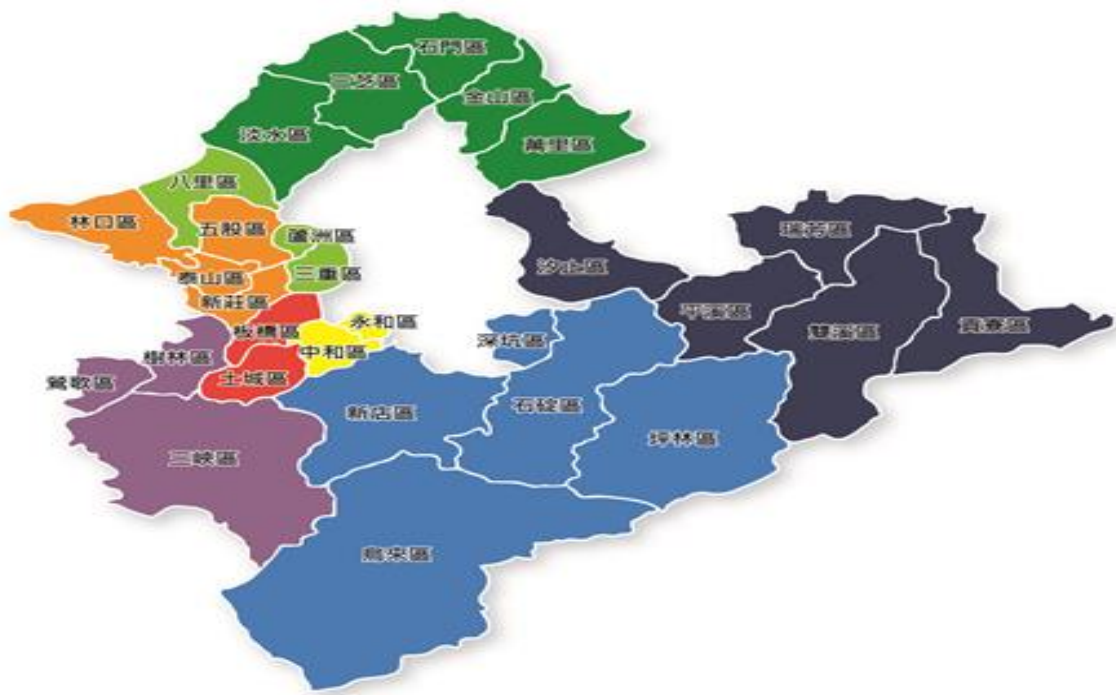 石門區
三芝區
金山區
淡水區
萬里區
八里區
林口區
五股區
蘆洲區
瑞芳區
泰山區
三重區
汐止區
新莊區
平溪區
雙溪區
貢寮區
板橋區
永和區
深坑區
樹林區
中和區
鶯歌區
土城區
新店區
石碇區
坪林區
三峽區
烏來區